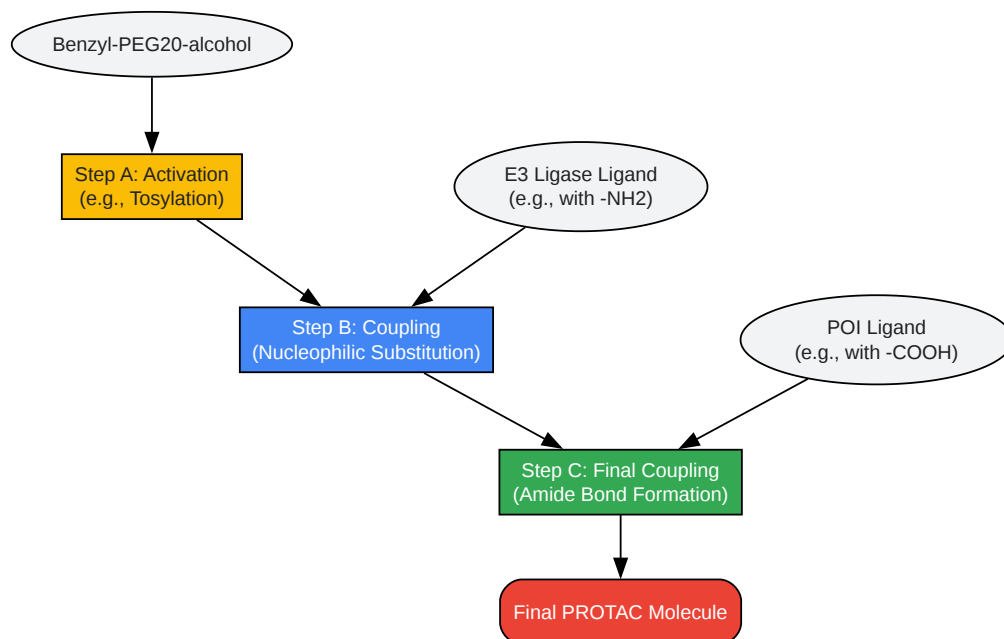 Benzyl-PEG20-alcohol
Step A: Activation
(e.g., Tosylation)
E3 Ligase Ligand
(e.g., with -NH2)
Step B: Coupling
(Nucleophilic Substitution)
POI Ligand
(e.g., with -COOH)
Step C: Final Coupling
(Amide Bond Formation)
Final PROTAC Molecule